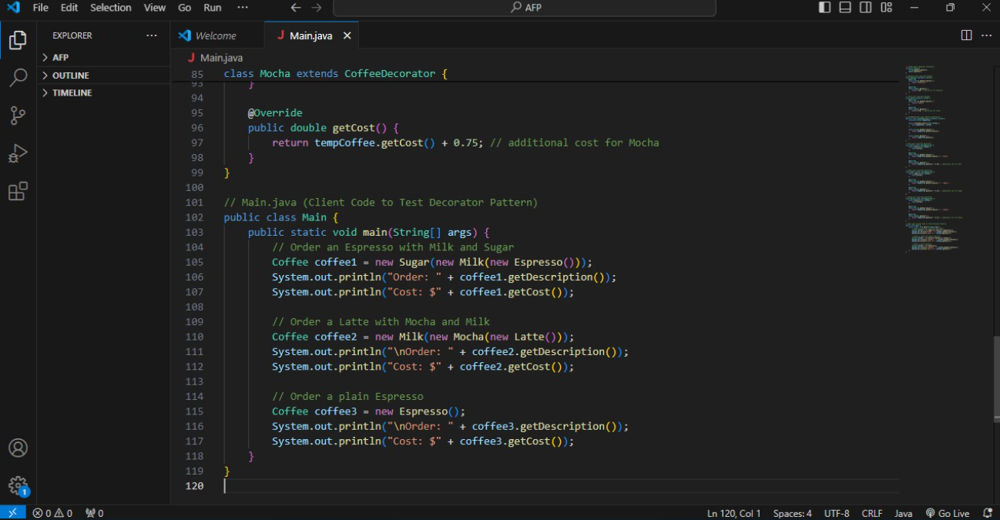 File Edit Selection View Go Run ··· ← → AFP
EXPLORER ···
Welcome
J Main.java ×
> AFP
> OUTLINE
> TIMELINE
J Main.java
85 class Mocha extends CoffeeDecorator {
93 }
94
95 @Override
96 public double getCost() {
97 return tempCoffee.getCost() + 0.75; // additional cost for Mocha
98 }
99 }
100
101 // Main.java (Client Code to Test Decorator Pattern)
102 public class Main {
103 public static void main(String[] args) {
104 // Order an Espresso with Milk and Sugar
105 Coffee coffee1 = new Sugar(new Milk(new Espresso()));
106 System.out.println("Order: " + coffee1.getDescription());
107 System.out.println("Cost: $" + coffee1.getCost());
108
109 // Order a Latte with Mocha and Milk
110 Coffee coffee2 = new Milk(new Mocha(new Latte()));
111 System.out.println("\nOrder: " + coffee2.getDescription());
112 System.out.println("Cost: $" + coffee2.getCost());
113
114 // Order a plain Espresso
115 Coffee coffee3 = new Espresso();
116 System.out.println("\nOrder: " + coffee3.getDescription());
117 System.out.println("Cost: $" + coffee3.getCost());
118 }
119 }
120
1
0 0 0
Ln 120, Col 1 Spaces: 4 UTF-8 CRLF Java Go Live